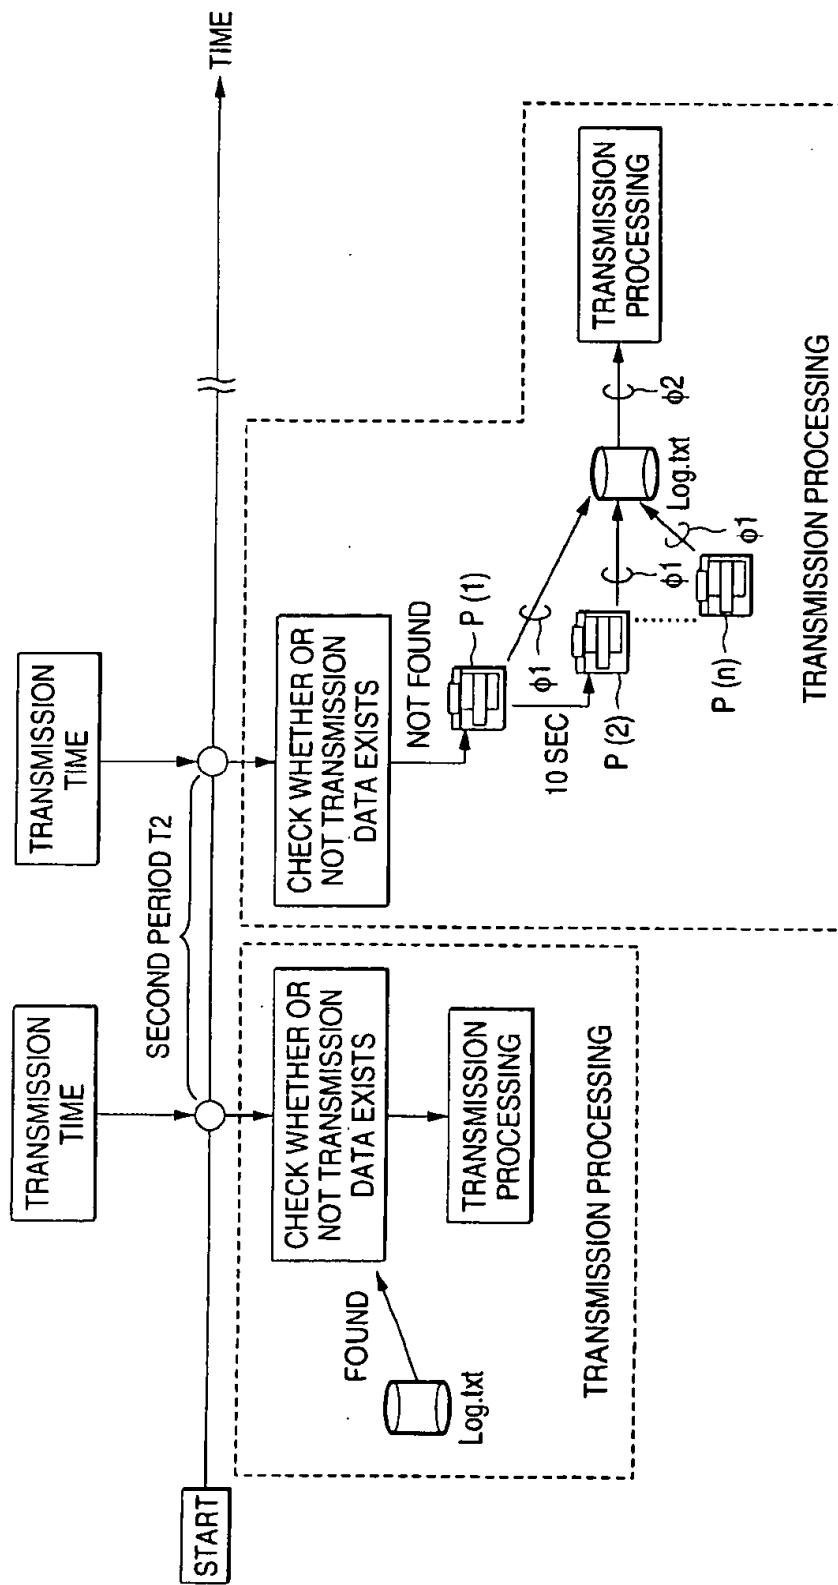 START
TRANSMISSION
TIME
SECOND PERIOD T2
TRANSMISSION
TIME
TIME
FOUND
Log.txt
CHECK WHETHER OR
NOT TRANSMISSION
DATA EXISTS
TRANSMISSION
PROCESSING
TRANSMISSION PROCESSING
CHECK WHETHER OR
NOT TRANSMISSION
DATA EXISTS
NOT FOUND
P (1)
10 SEC
ϕ1
P (2)
ϕ1
P (n)
ϕ1
Log.txt
ϕ2
TRANSMISSION
PROCESSING
TRANSMISSION PROCESSING